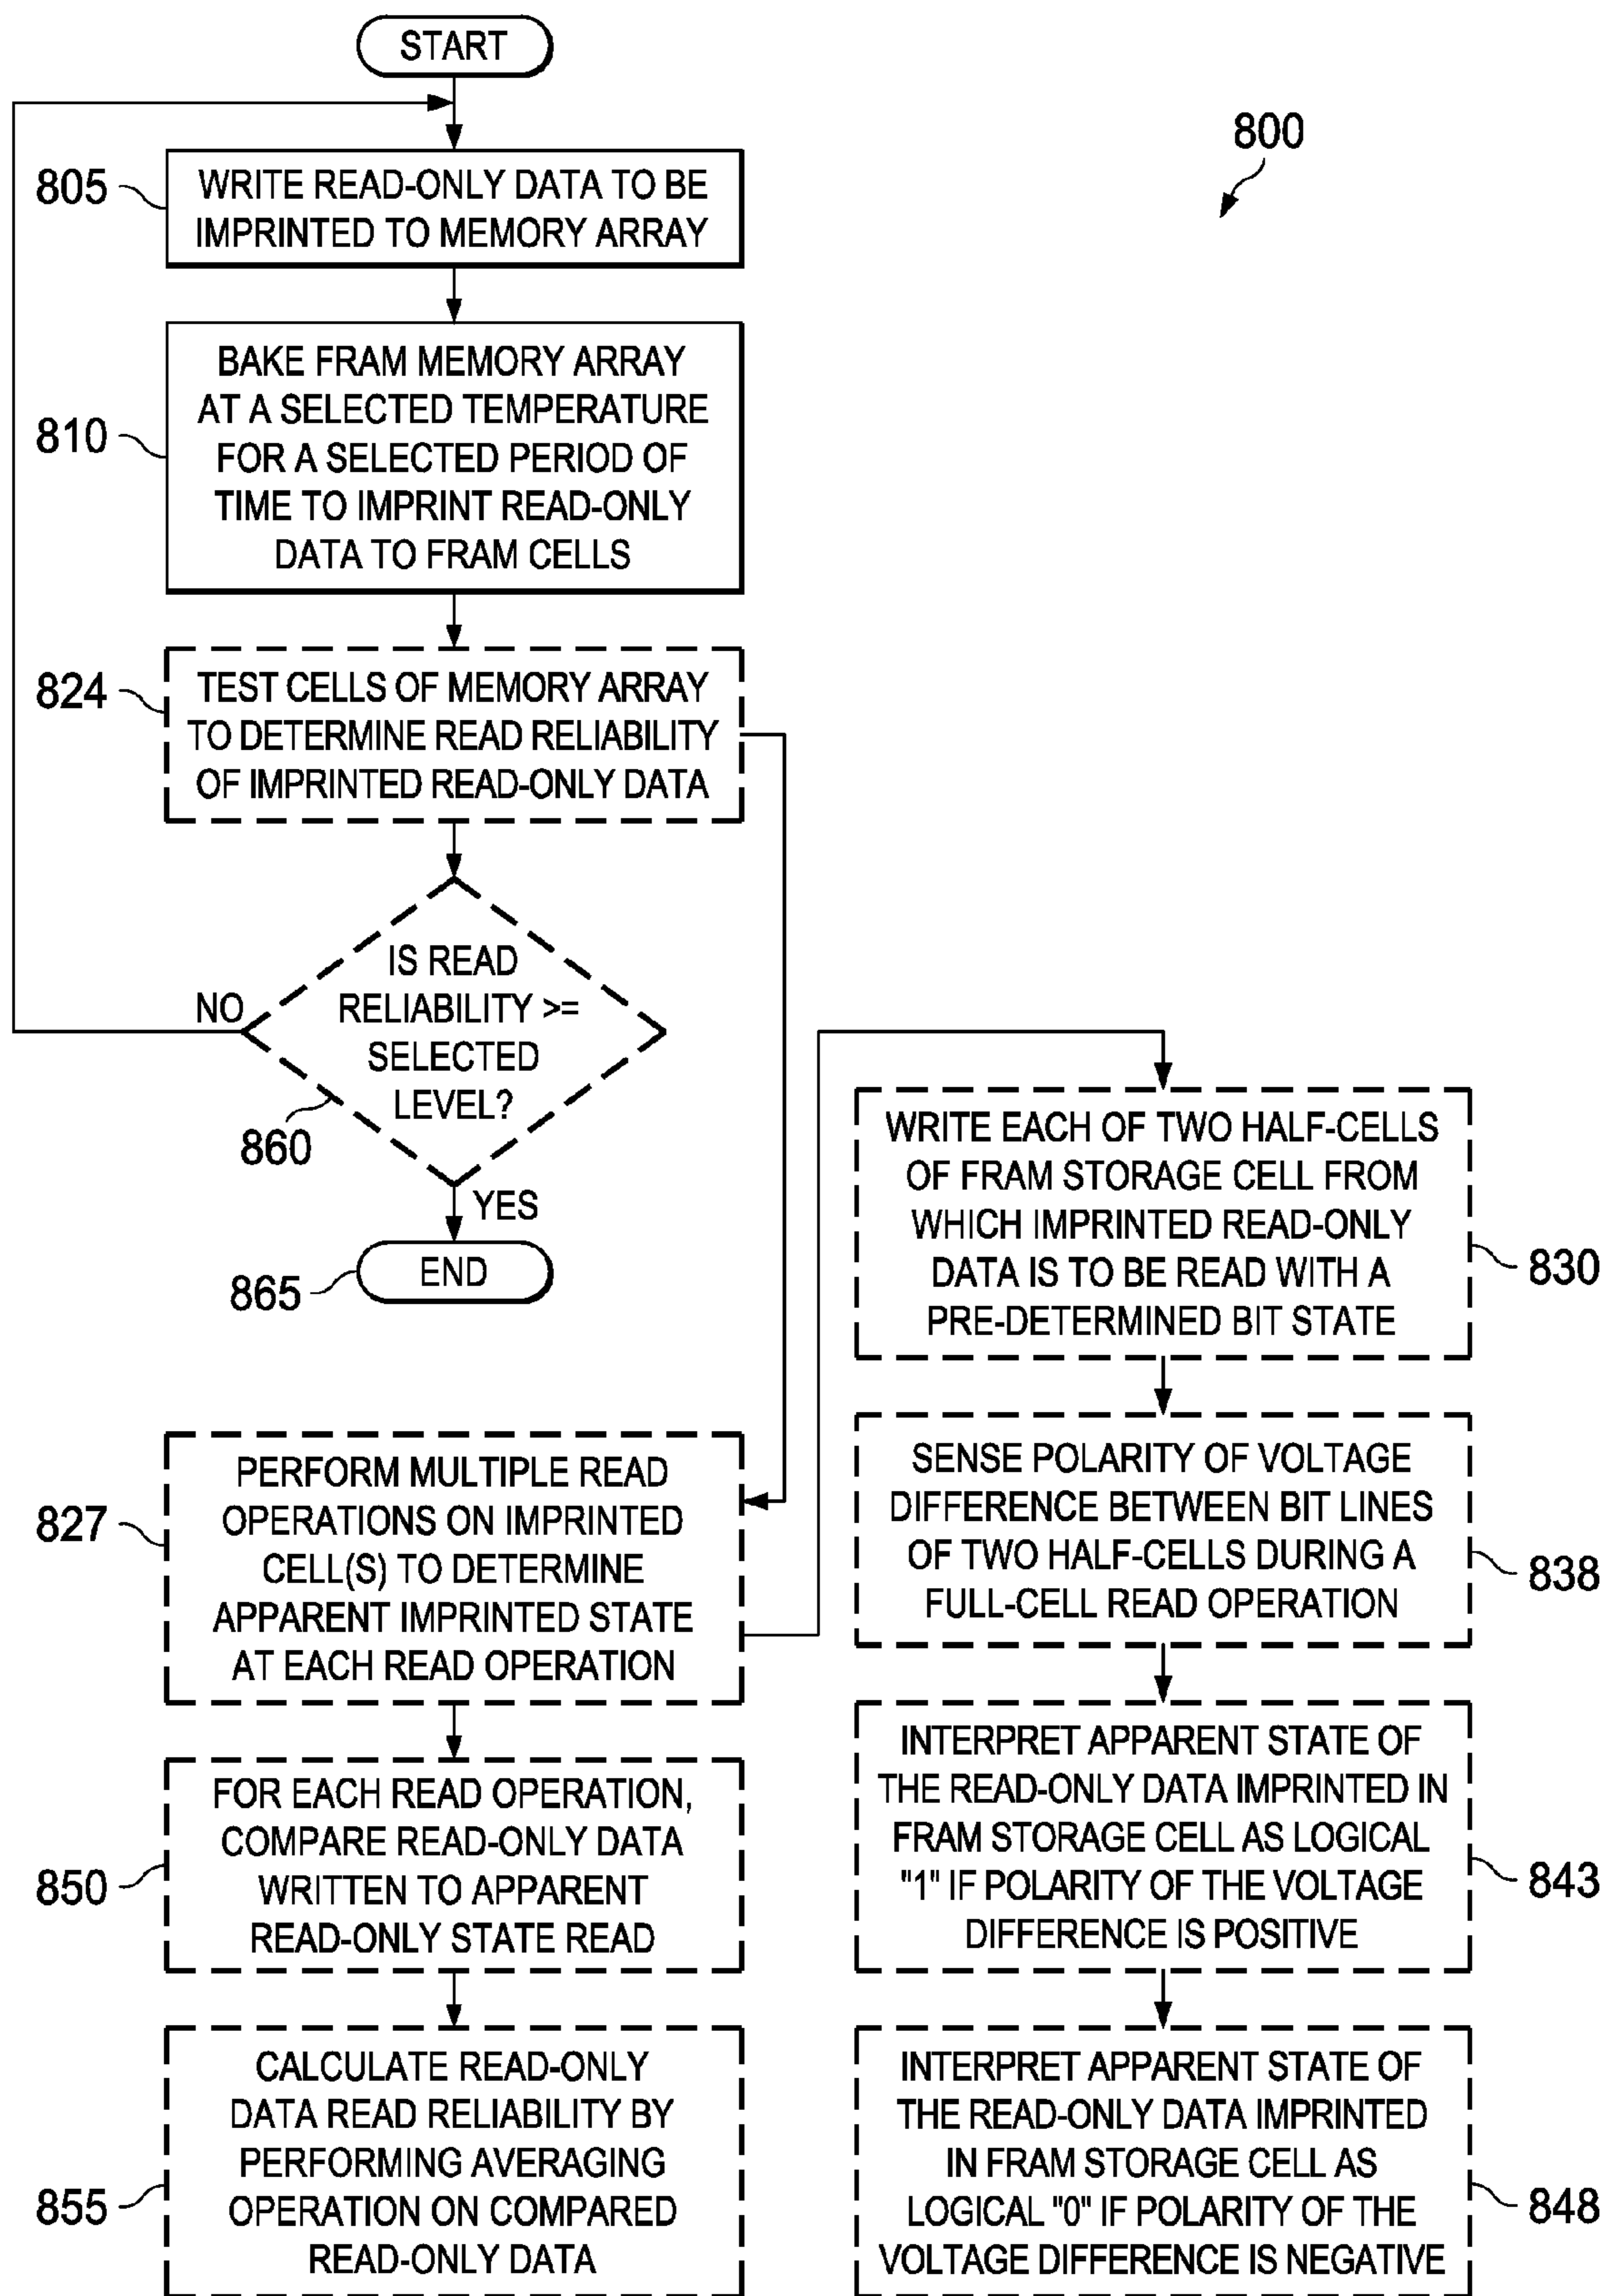 START
800
805
WRITE READ-ONLY DATA TO BE
IMPRINTED TO MEMORY ARRAY
810
BAKE FRAM MEMORY ARRAY
AT A SELECTED TEMPERATURE
FOR A SELECTED PERIOD OF
TIME TO IMPRINT READ-ONLY
DATA TO FRAM CELLS
824
TEST CELLS OF MEMORY ARRAY
TO DETERMINE READ RELIABILITY
OF IMPRINTED READ-ONLY DATA
IS READ
RELIABILITY >=
SELECTED
LEVEL?
NO
860
YES
END
865
827
PERFORM MULTIPLE READ
OPERATIONS ON IMPRINTED
CELL(S) TO DETERMINE
APPARENT IMPRINTED STATE
AT EACH READ OPERATION
850
FOR EACH READ OPERATION,
COMPARE READ-ONLY DATA
WRITTEN TO APPARENT
READ-ONLY STATE READ
855
CALCULATE READ-ONLY
DATA READ RELIABILITY BY
PERFORMING AVERAGING
OPERATION ON COMPARED
READ-ONLY DATA
WRITE EACH OF TWO HALF-CELLS
OF FRAM STORAGE CELL FROM
WHICH IMPRINTED READ-ONLY
DATA IS TO BE READ WITH A
PRE-DETERMINED BIT STATE
830
SENSE POLARITY OF VOLTAGE
DIFFERENCE BETWEEN BIT LINES
OF TWO HALF-CELLS DURING A
FULL-CELL READ OPERATION
838
INTERPRET APPARENT STATE OF
THE READ-ONLY DATA IMPRINTED IN
FRAM STORAGE CELL AS LOGICAL
"1" IF POLARITY OF THE VOLTAGE
DIFFERENCE IS POSITIVE
843
INTERPRET APPARENT STATE OF
THE READ-ONLY DATA IMPRINTED
IN FRAM STORAGE CELL AS
LOGICAL "0" IF POLARITY OF THE
VOLTAGE DIFFERENCE IS NEGATIVE
848